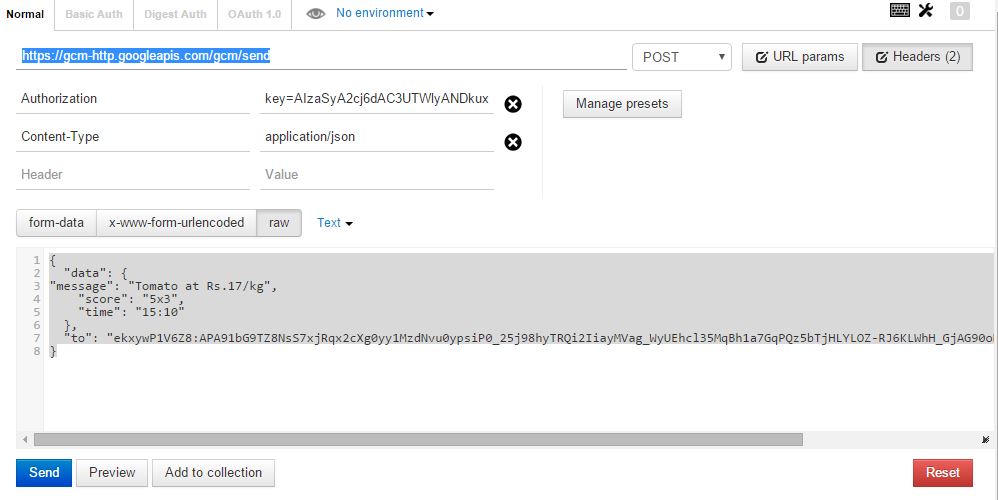 Normal Basic Auth Digest Auth OAuth 1.0 No environment 0
https://gcm-http.googleapis.com/gcm/send POST URL params Headers (2)
Authorization key=AIzaSyA2cj6dAC3UTWlyANDkux Manage presets
Content-Type application/json
Header Value
form-data x-www-form-urlencoded raw Text
1 {
2 "data": {
3 "message": "Tomato at Rs.17/kg",
4 "score": "5x3",
5 "time": "15:10"
6 },
7 "to": "ekxywP1V6Z8:APA91bG9TZ8NsS7xjRqx2cXg0yy1MzdNvu0ypsiP0_25j98hyTRQi2IiayMVag_WyUEhcl35MqBh1a7GqPQz5bTjHLYLOZ-RJ6KLWhH_GjAG90o
8 }
Send Preview Add to collection Reset